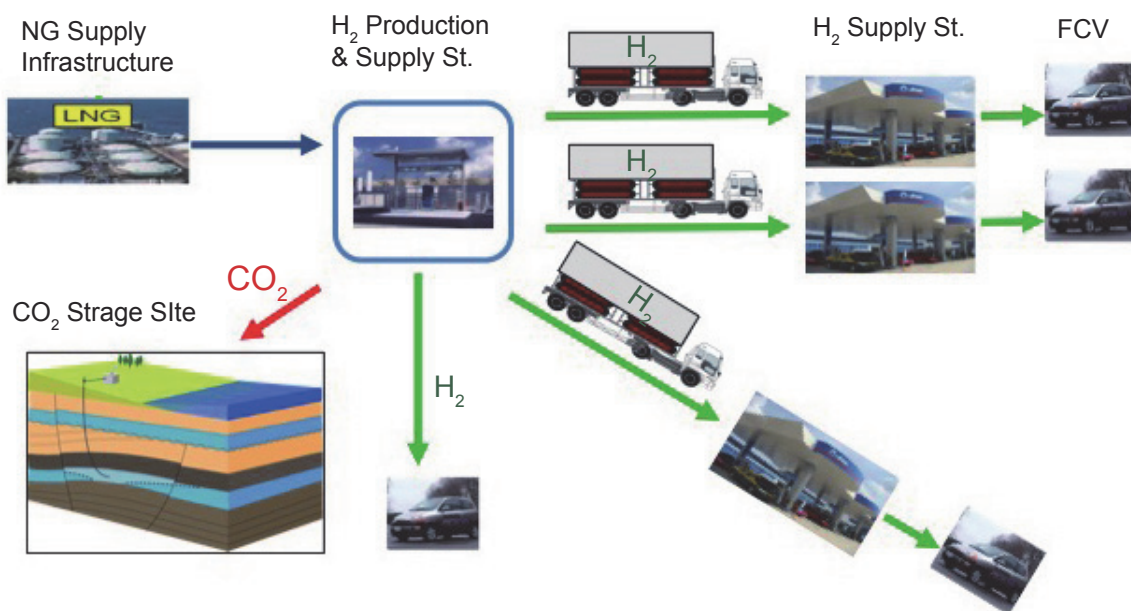 NG Supply
Infrastructure
H₂ Production
& Supply St.
H₂ Supply St.
FCV
LNG
H₂
H₂
H₂
CO₂
CO₂ Strage SIte
H₂